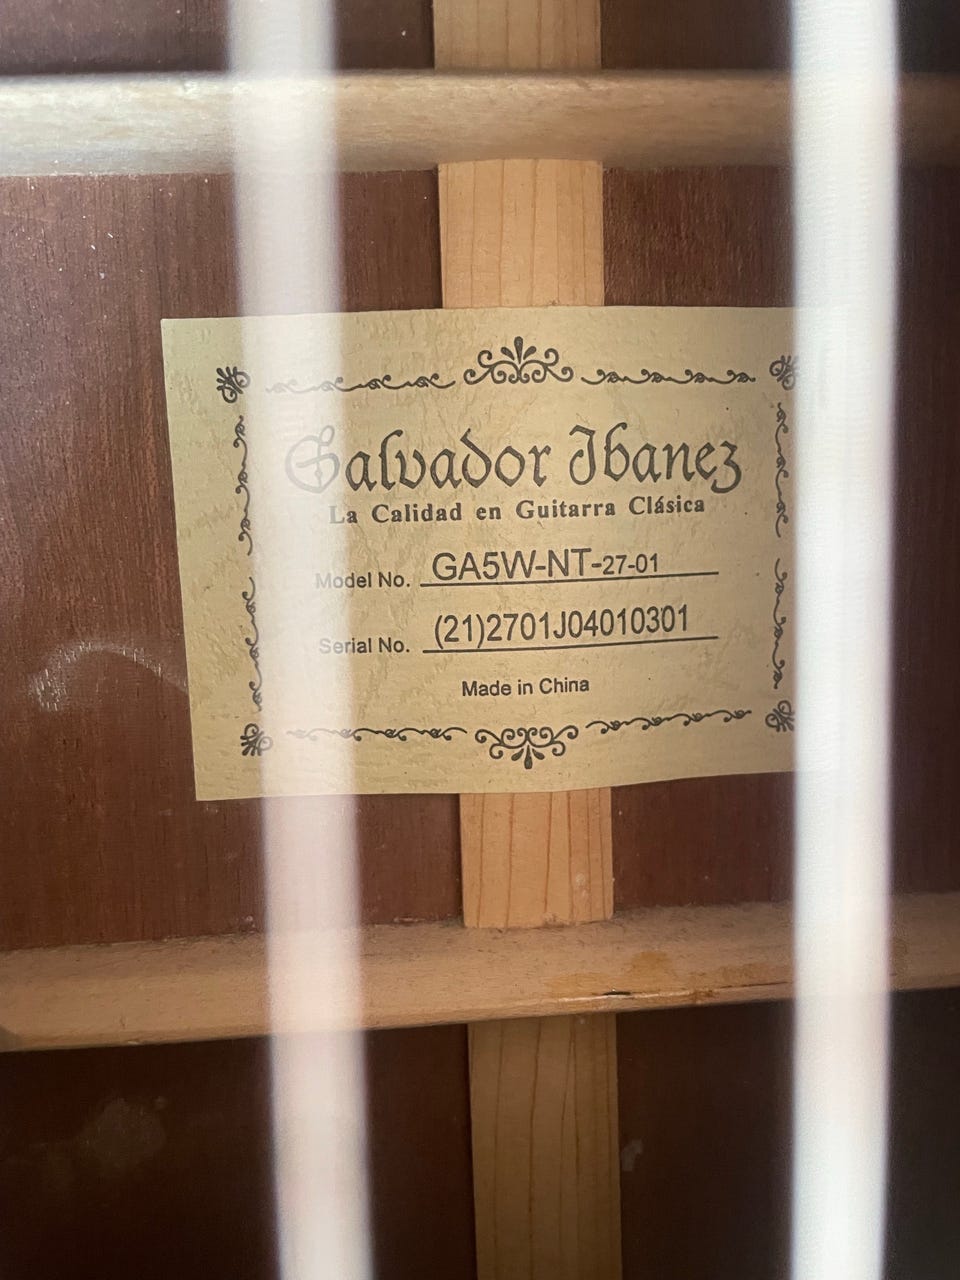 Salvador Ibanez
La Calidad en Guitarra Clásica
Model No. GA5W-NT-27-01
Serial No. (21)2701J04010301
Made in China